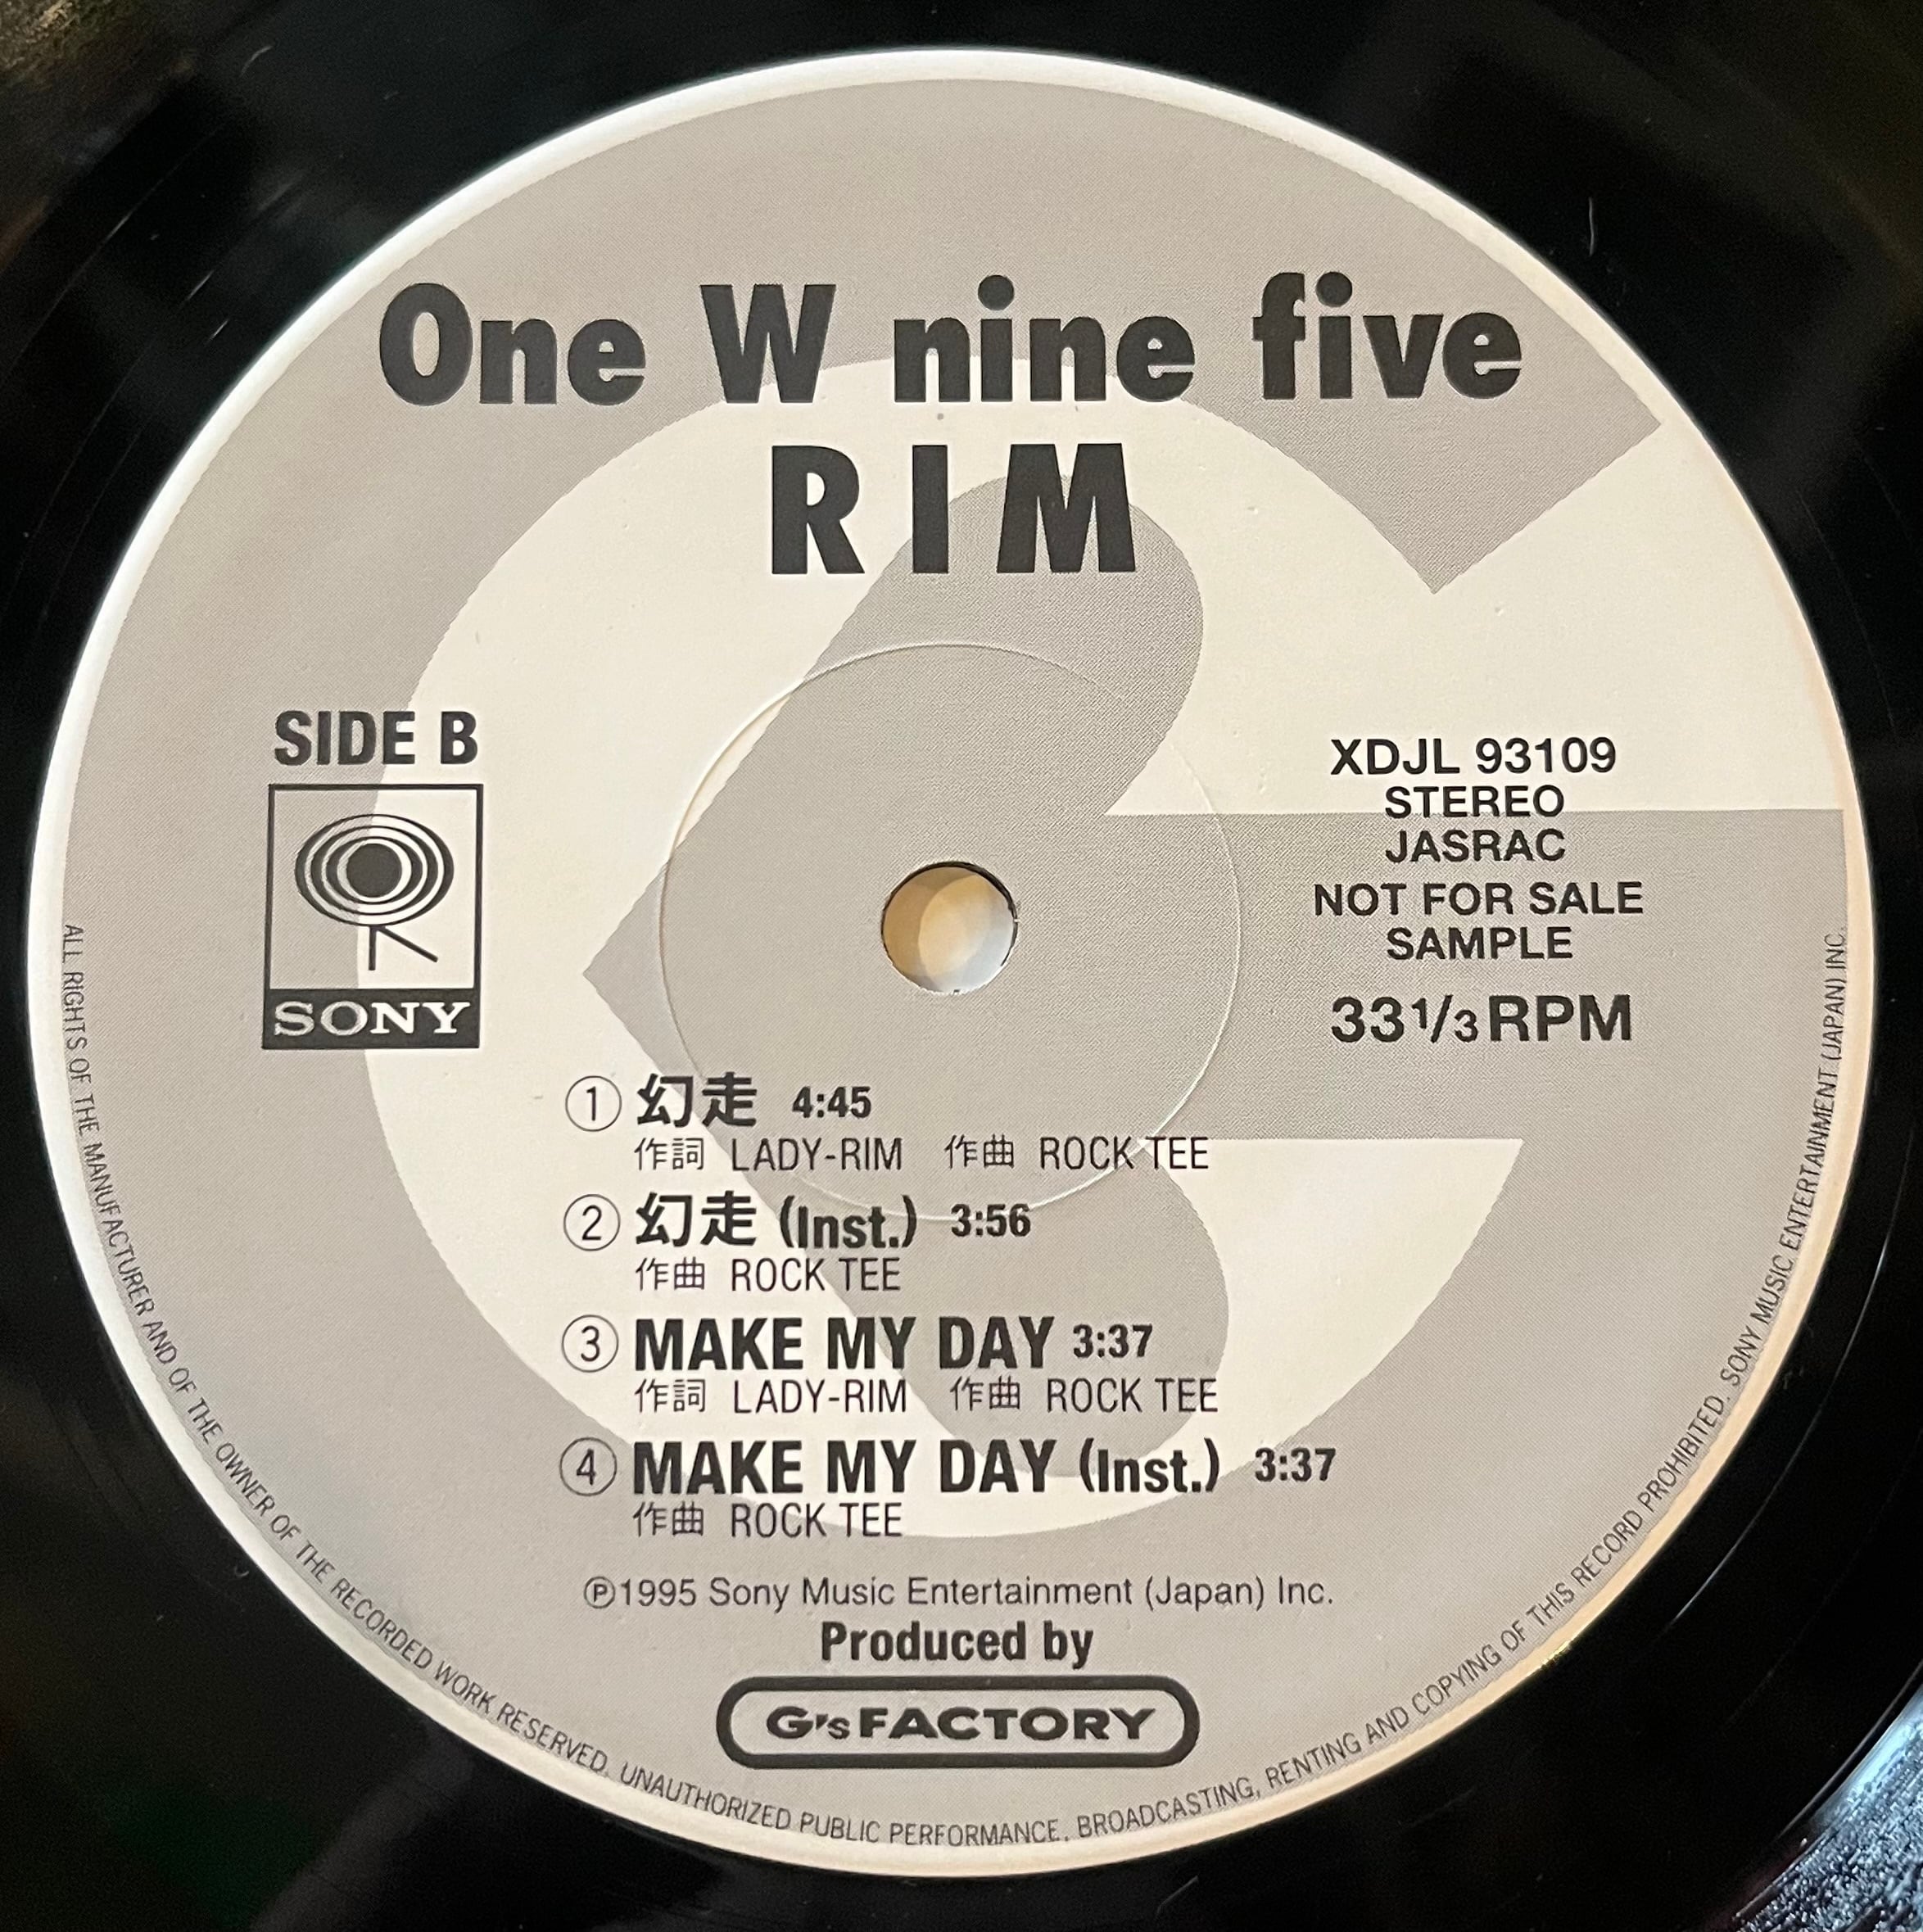 One W nine five
RIM
SIDE B
SONY
XDJL 93109
STEREO
JASRAC
NOT FOR SALE
SAMPLE
33 1/3 RPM
① 幻走 4:45
作詞 LADY-RIM 作曲 ROCK TEE
② 幻走 (Inst.) 3:56
作曲 ROCK TEE
③ MAKE MY DAY 3:37
作詞 LADY-RIM 作曲 ROCK TEE
④ MAKE MY DAY (Inst.) 3:37
作曲 ROCK TEE
Ⓟ1995 Sony Music Entertainment (Japan) Inc.
Produced by
G's FACTORY
ALL RIGHTS OF THE MANUFACTURER AND OF THE OWNER OF THE RECORDED WORK RESERVED. UNAUTHORIZED PUBLIC PERFORMANCE, BROADCASTING, RENTING AND COPYING OF THIS RECORD PROHIBITED. SONY MUSIC ENTERTAINMENT (JAPAN) INC.